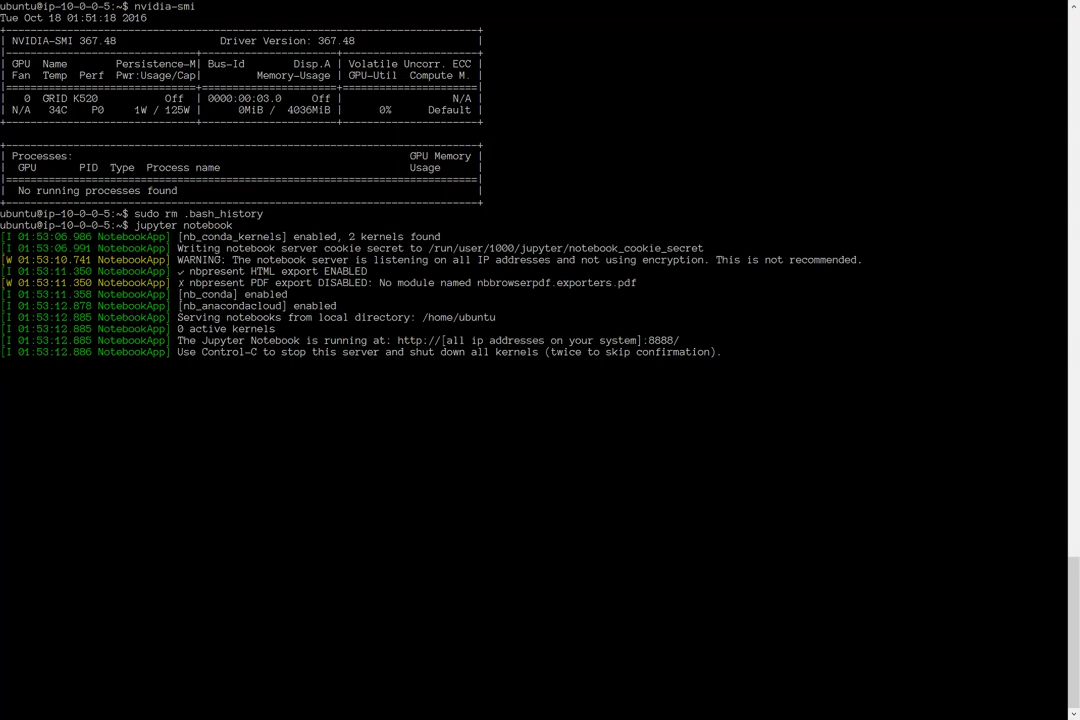 ubuntu@ip-10-0-0-5:~$ nvidia-smi
Tue Oct 18 01:51:18 2016
+-----------------------------------------------------------------------------+
| NVIDIA-SMI 367.48                 Driver Version: 367.48                    |
|-------------------------------+----------------------+----------------------+
| GPU  Name        Persistence-M| Bus-Id        Disp.A | Volatile Uncorr. ECC |
| Fan  Temp  Perf  Pwr:Usage/Cap|         Memory-Usage | GPU-Util  Compute M. |
|===============================+======================+======================|
|   0  GRID K520           Off  | 0000:00:03.0     Off |                  N/A |
| N/A   34C    P0     1W / 125W |      0MiB /  4036MiB |      0%      Default |
+-------------------------------+----------------------+----------------------+
+-----------------------------------------------------------------------------+
| Processes:                                                       GPU Memory |
|  GPU       PID  Type  Process name                               Usage      |
|=============================================================================|
|  No running processes found                                                 |
+-----------------------------------------------------------------------------+
ubuntu@ip-10-0-0-5:~$ sudo rm .bash_history
ubuntu@ip-10-0-0-5:~$ jupyter notebook
[I 01:53:06.986 NotebookApp] [nb_conda_kernels] enabled, 2 kernels found
[I 01:53:06.991 NotebookApp] Writing notebook server cookie secret to /run/user/1000/jupyter/notebook_cookie_secret
[W 01:53:10.741 NotebookApp] WARNING: The notebook server is listening on all IP addresses and not using encryption. This is not recommended.
[I 01:53:11.350 NotebookApp] ✓ nbpresent HTML export ENABLED
[W 01:53:11.350 NotebookApp] ✗ nbpresent PDF export DISABLED: No module named nbbrowserpdf.exporters.pdf
[I 01:53:11.358 NotebookApp] [nb_conda] enabled
[I 01:53:12.878 NotebookApp] [nb_anacondacloud] enabled
[I 01:53:12.885 NotebookApp] Serving notebooks from local directory: /home/ubuntu
[I 01:53:12.885 NotebookApp] 0 active kernels
[I 01:53:12.885 NotebookApp] The Jupyter Notebook is running at: http://[all ip addresses on your system]:8888/
[I 01:53:12.886 NotebookApp] Use Control-C to stop this server and shut down all kernels (twice to skip confirmation).